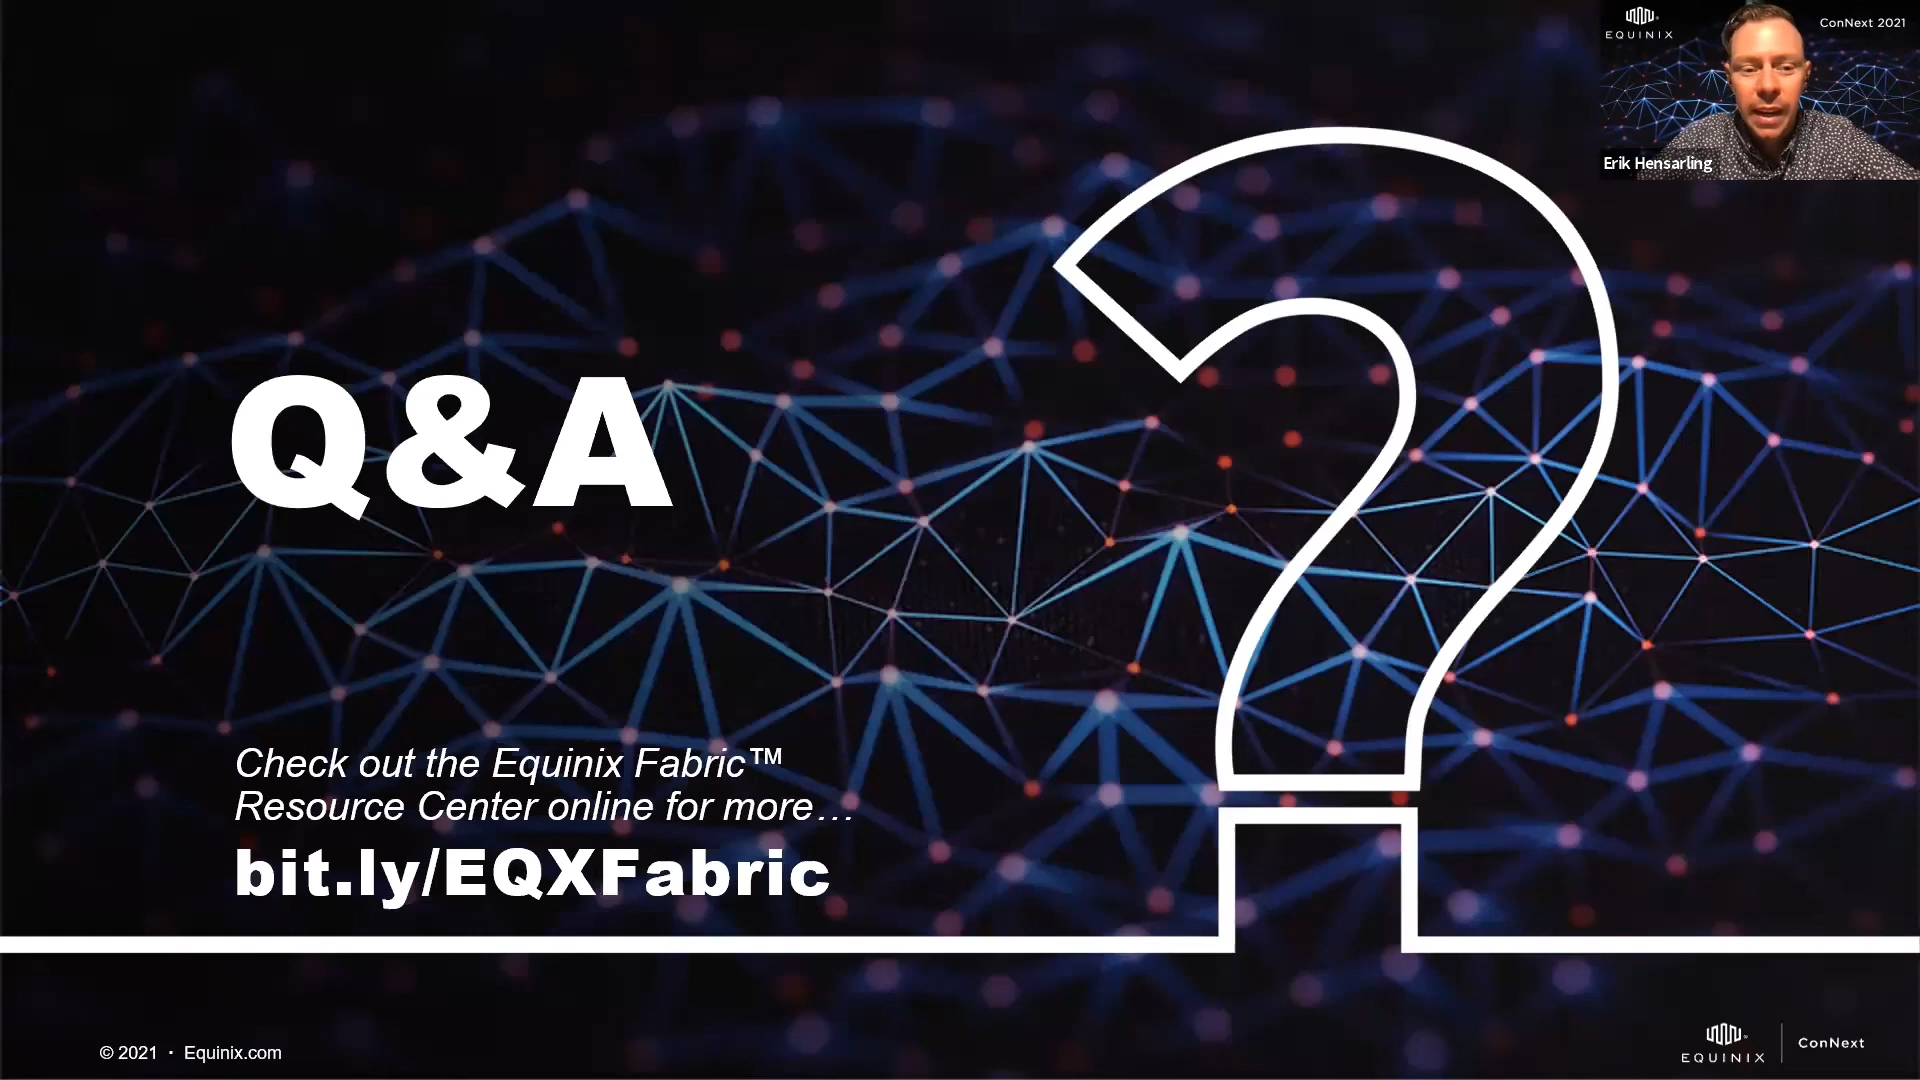 EQUINIX
ConNext 2021
Erik Hensarling
Q&A
Check out the Equinix Fabric™
Resource Center online for more…
bit.ly/EQXFabric
© 2021 · Equinix.com
EQUINIX
ConNext